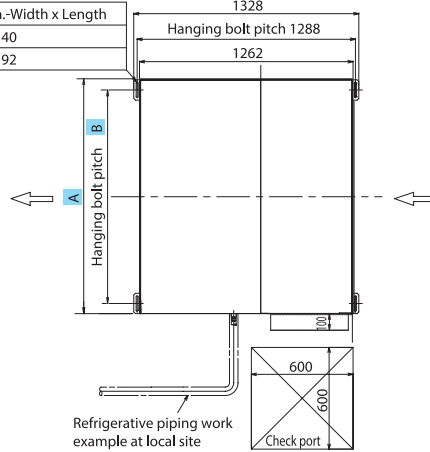 1328
Width x Length
Hanging bolt pitch 1288
40
1262
92
B
A
Hanging bolt pitch
100
600
600
Check port
Refrigerative piping work
example at local site